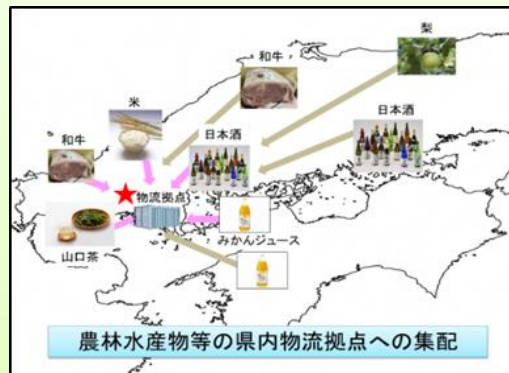 梨
和牛
米
日本酒
日本酒
和牛
物流拠点
みかんジュース
山口茶
農林水産物等の県内物流拠点への集配